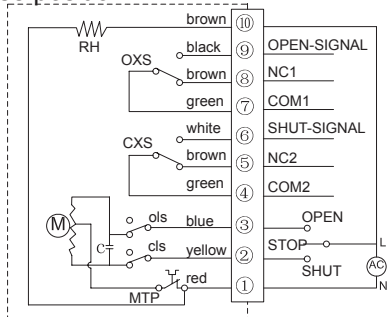 brown ⑩
RH
black ⑨ OPEN-SIGNAL
OXS
brown ⑧ NC1
green ⑦ COM1
white ⑥ SHUT-SIGNAL
CXS
brown ⑤ NC2
green ④ COM2
M C ols blue ③ OPEN
STOP L
cls yellow ② SHUT
AC
red ① N
MTP